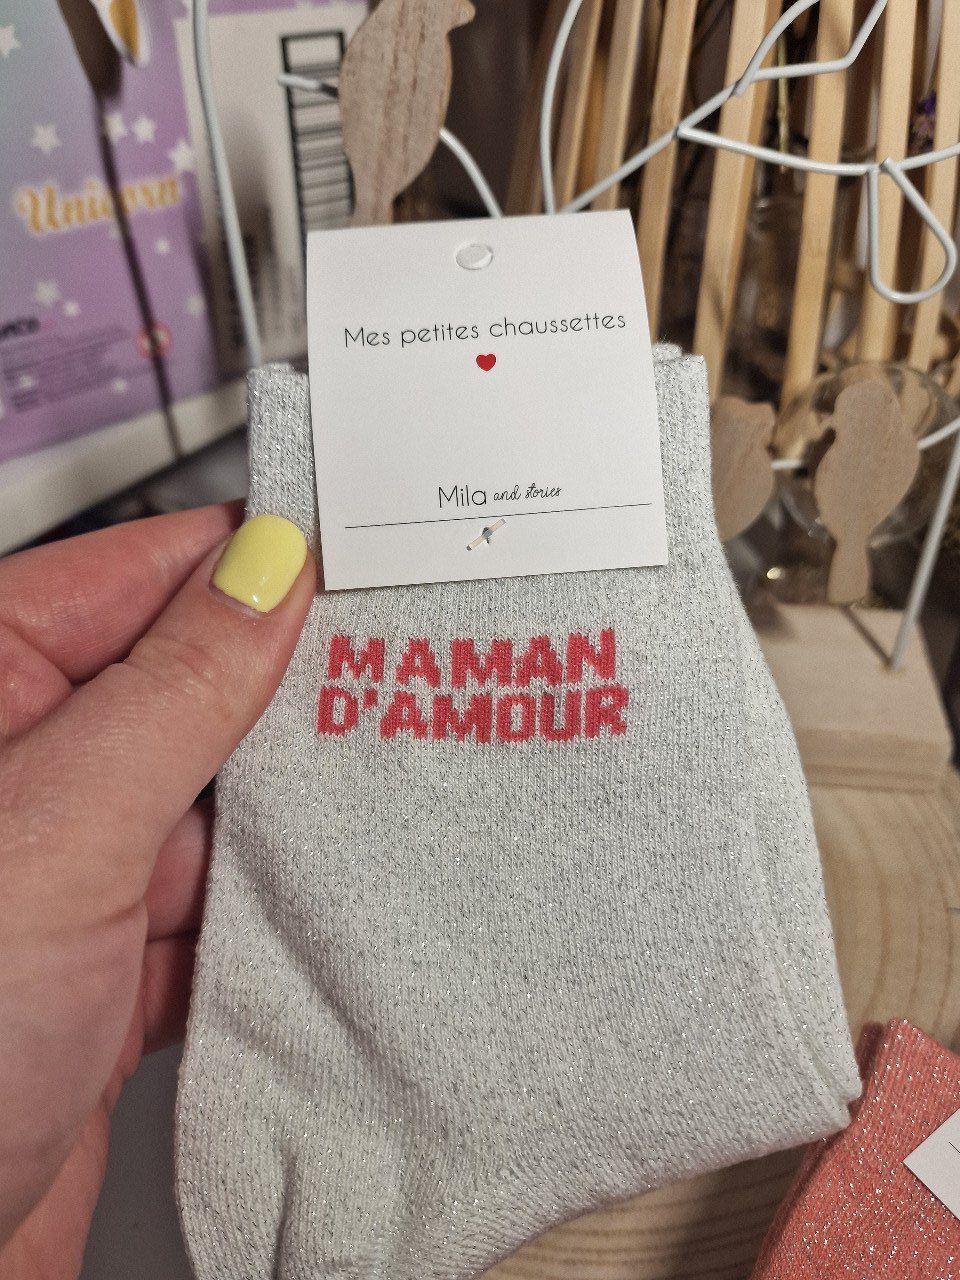 Unicorn
Mes petites chaussettes
Mila and stories
MAMAN
D'AMOUR